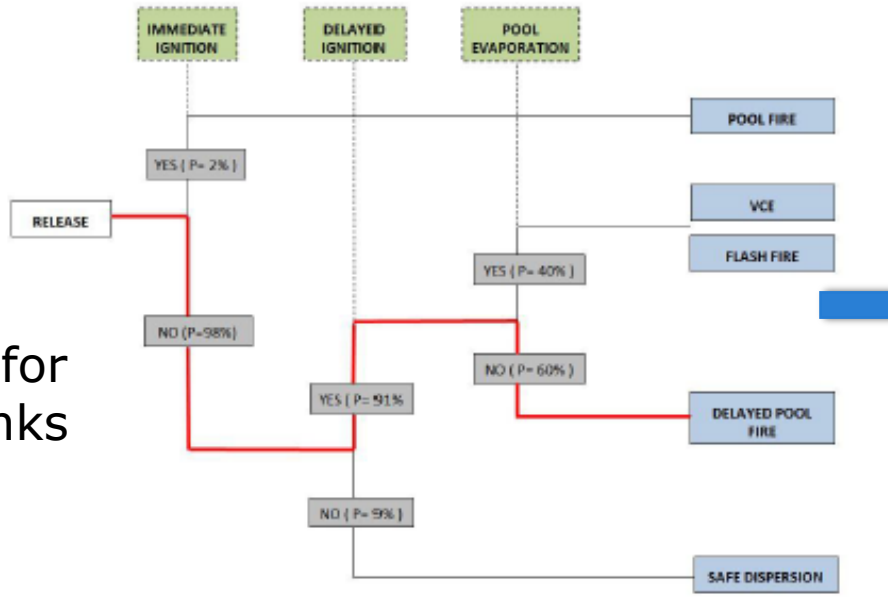 IMMEDIATE
IGNITION
DELAYED
IGNITION
POOL
EVAPORATION
POOL FIRE
YES ( P= 2% )
VCE
RELEASE
FLASH FIRE
YES ( P= 40% )
NO (P=98%)
for
NO ( P= 60% )
YES ( P= 91%
nks
DELAYED POOL
FIRE
NO ( P= 9% )
SAFE DISPERSION